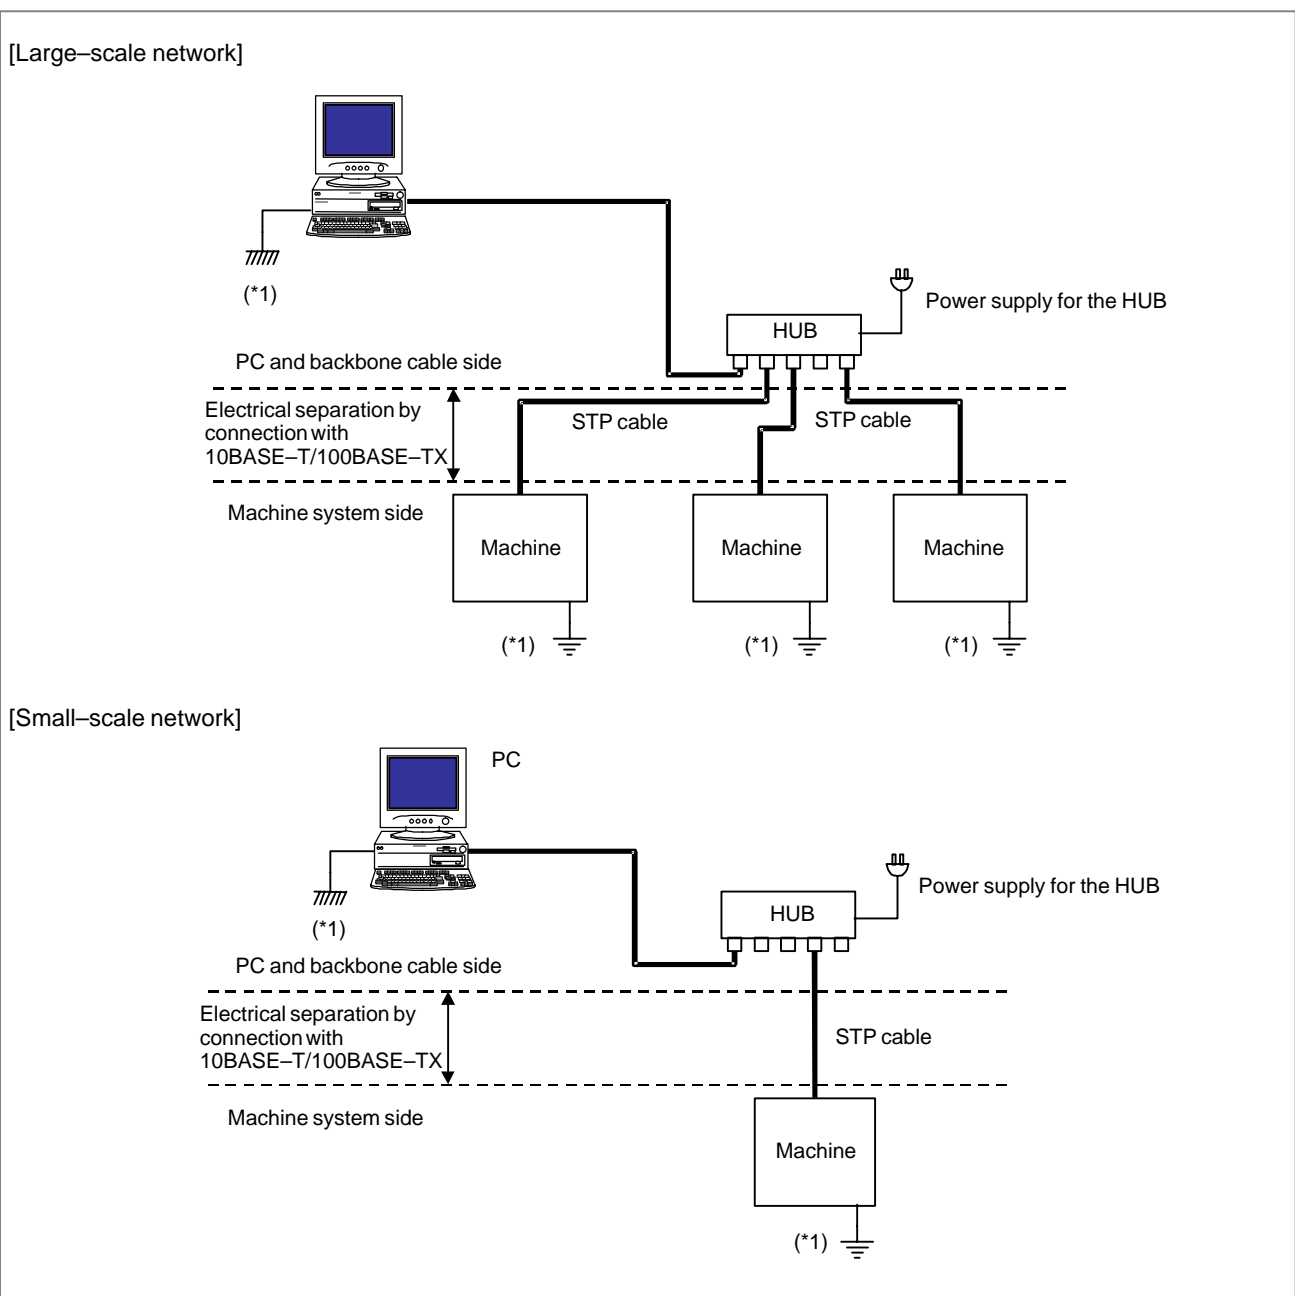 [Large–scale network]
(*1)
Power supply for the HUB
HUB
PC and backbone cable side
Electrical separation by
connection with
10BASE–T/100BASE–TX
STP cable
STP cable
Machine system side
Machine
Machine
Machine
(*1)
(*1)
(*1)
[Small–scale network]
PC
(*1)
Power supply for the HUB
HUB
PC and backbone cable side
Electrical separation by
connection with
10BASE–T/100BASE–TX
STP cable
Machine system side
Machine
(*1)